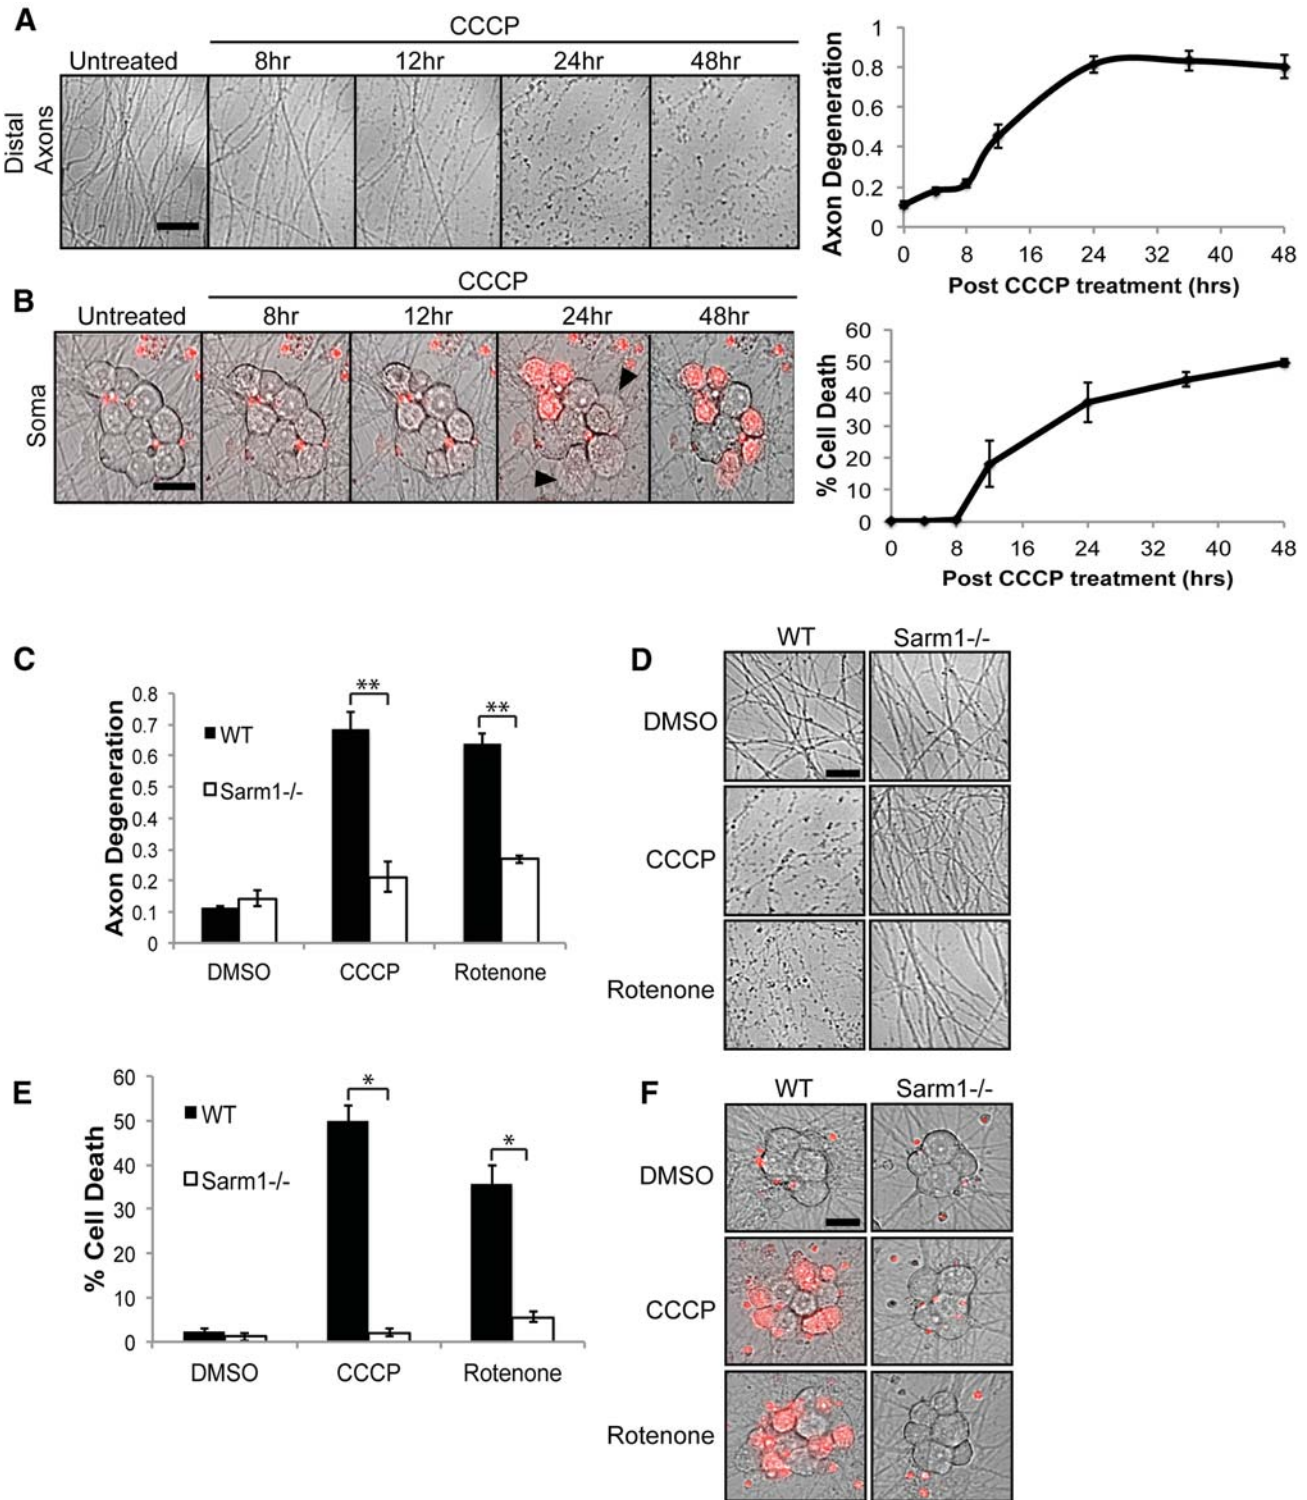 A
CCCP
Untreated 8hr 12hr 24hr 48hr
Distal
Axons
Axon Degeneration
1
0.8
0.6
0.4
0.2
0
0 8 16 24 32 40 48
Post CCCP treatment (hrs)
B
CCCP
Untreated 8hr 12hr 24hr 48hr
Soma
% Cell Death
60
50
40
30
20
10
0
0 8 16 24 32 40 48
Post CCCP treatment (hrs)
C
Axon Degeneration
0.8
0.7
0.6
0.5
0.4
0.3
0.2
0.1
0
WT
Sarm1-/-
**
**
DMSO CCCP Rotenone
D
WT Sarm1-/-
DMSO
CCCP
Rotenone
E
% Cell Death
60
50
40
30
20
10
0
WT
Sarm1-/-
*
*
DMSO CCCP Rotenone
F
WT Sarm1-/-
DMSO
CCCP
Rotenone